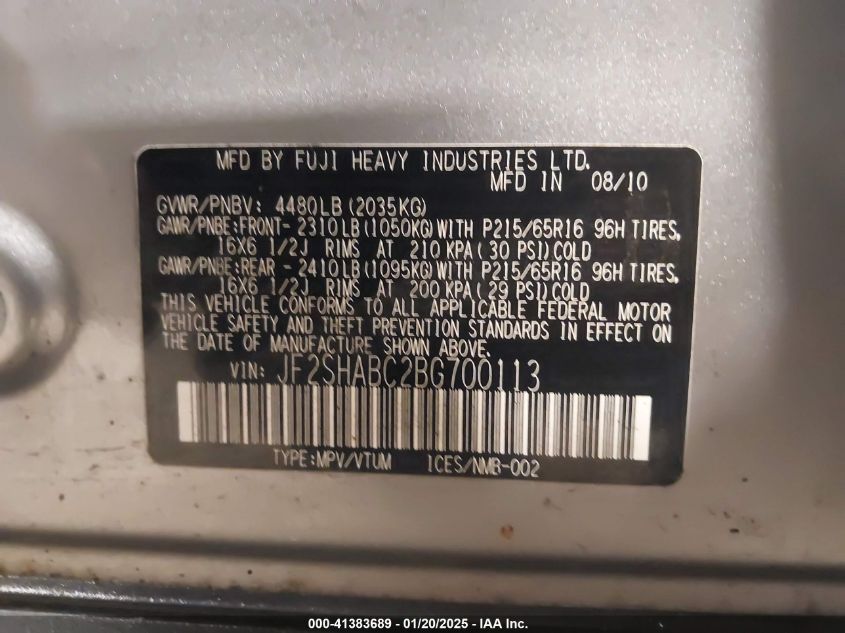 MFD BY FUJI HEAVY INDUSTRIES LTD.
MFD IN 08/10
GVWR/PNBV: 4480LB(2035KG)
GAWR/PNBE:FRONT- 2310LB(1050KG)WITH P215/65R16 96H TIRES,
16X6 1/2J RIMS AT 210 KPA(30 PSI)COLD
GAWR/PNBE:REAR - 2410LB(1095KG)WITH P215/65R16 96H TIRES,
16X6 1/2J RIMS AT 200 KPA(29 PSI)COLD
THIS VEHICLE CONFORMS TO ALL APPLICABLE FEDERAL MOTOR
VEHICLE SAFETY AND THEFT PREVENTION STANDARDS IN EFFECT ON
THE DATE OF MANUFACTURE SHOWN ABOVE.
VIN: JF2SHABC2BG700113
TYPE:MPV/VTUM ICES/NMB-002
000-41383689 - 01/20/2025 - IAA Inc.